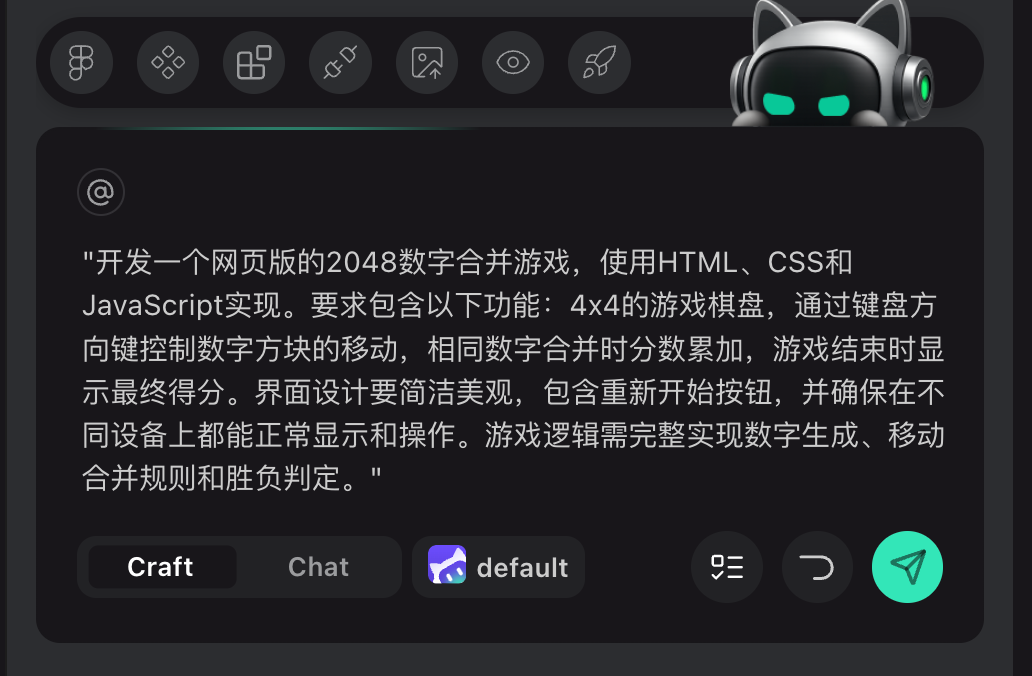 @
"开发一个网页版的2048数字合并游戏，使用HTML、CSS和
JavaScript实现。要求包含以下功能：4x4的游戏棋盘，通过键盘方
向键控制数字方块的移动，相同数字合并时分数累加，游戏结束时显
示最终得分。界面设计要简洁美观，包含重新开始按钮，并确保在不
同设备上都能正常显示和操作。游戏逻辑需完整实现数字生成、移动
合并规则和胜负判定。"
Craft Chat default